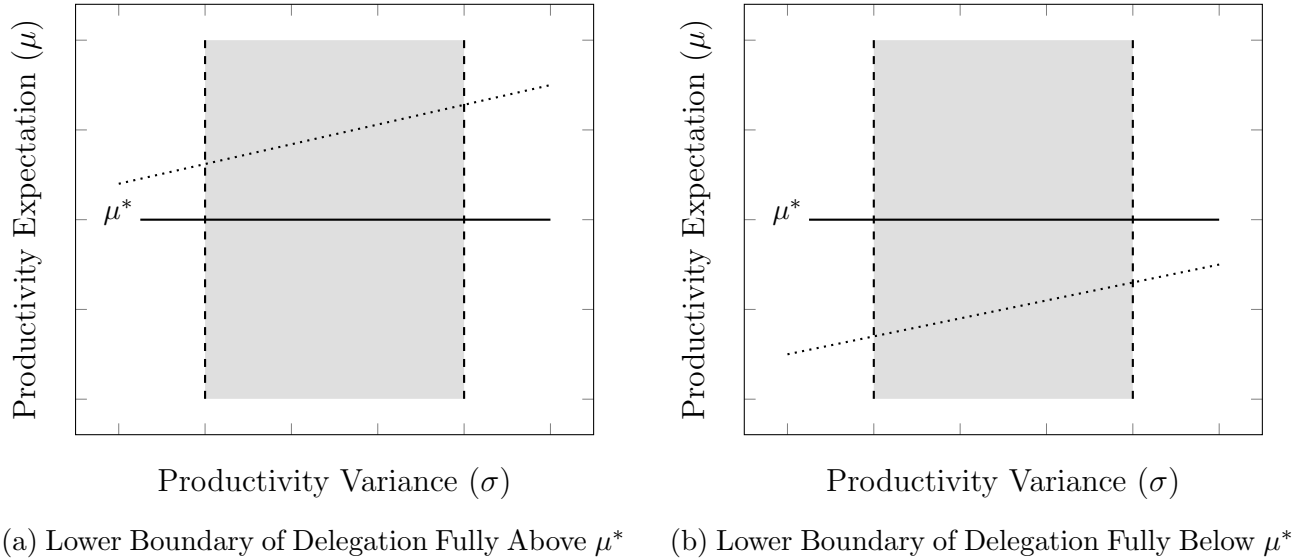 Productivity Expectation (μ)
μ*
Productivity Variance (σ)
(a) Lower Boundary of Delegation Fully Above μ*
Productivity Expectation (μ)
μ*
Productivity Variance (σ)
(b) Lower Boundary of Delegation Fully Below μ*